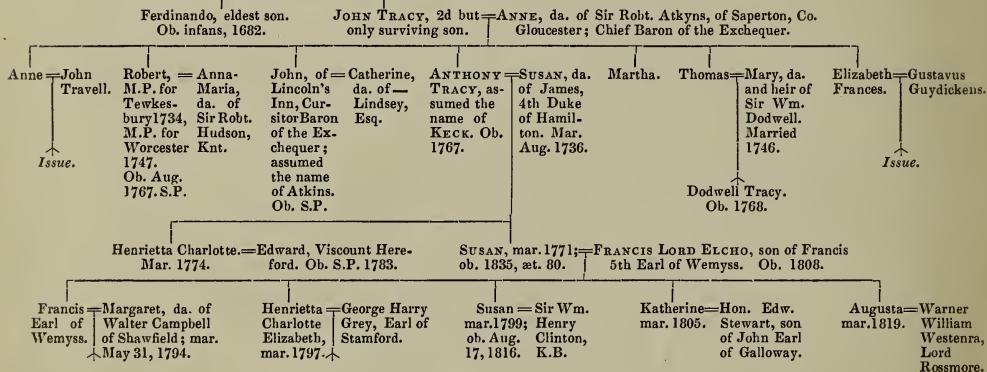 Ferdinando, eldest son.
Ob. infans, 1682.
JOHN TRACY, 2d but=ANNE, da. of Sir Robt. Atkyns, of Saperton, Co.
only surviving son. Gloucester; Chief Baron of the Exchequer.
Anne=John
Travell.
Issue.
Robert, = Anna-
M.P. for Maria,
Tewkes- da. of
bury1734, Sir Robt.
M.P. for Hudson,
Worcester Knt.
1747.
Ob. Aug.
1767. S.P.
John, of = Catherine,
Lincoln's da. of—
Inn, Cur- Lindsey,
sitor Baron Esq.
of the Ex-
chequer;
assumed
the name
of Atkins.
Ob. S.P.
ANTHONY=SUSAN, da.
TRACY, as- of James,
sumed the 4th Duke
name of of Hamil-
KECK. Ob. ton. Mar.
1767. Aug. 1736.
Martha.
Thomas=Mary, da.
and heir of
Sir Wm.
Dodwell.
Married
1746.
Dodwell Tracy.
Ob. 1768.
Elizabeth=Gustavus
Frances. Guydickens.
Issue.
Henrietta Charlotte.=Edward, Viscount Here-
Mar. 1774. ford. Ob. S.P. 1783.
SUSAN, mar. 1771;=FRANCIS LORD ELCHO, son of Francis
ob. 1835, æt. 80. 5th Earl of Wemyss. Ob. 1808.
Francis=Margaret, da. of
Earl of Walter Campbell
Wemyss. of Shawfield; mar.
May 31, 1794.
Henrietta=George Harry
Charlotte Grey, Earl of
Elizabeth, Stamford.
mar. 1797.
Susan = Sir Wm.
mar. 1799; Henry
ob. Aug. Clinton,
17, 1816. K.B.
Katherine=Hon. Edw.
mar. 1805. Stewart, son
of John Earl
of Galloway.
Augusta=Warner
mar. 1819. William
Westenra,
Lord
Rossmore.